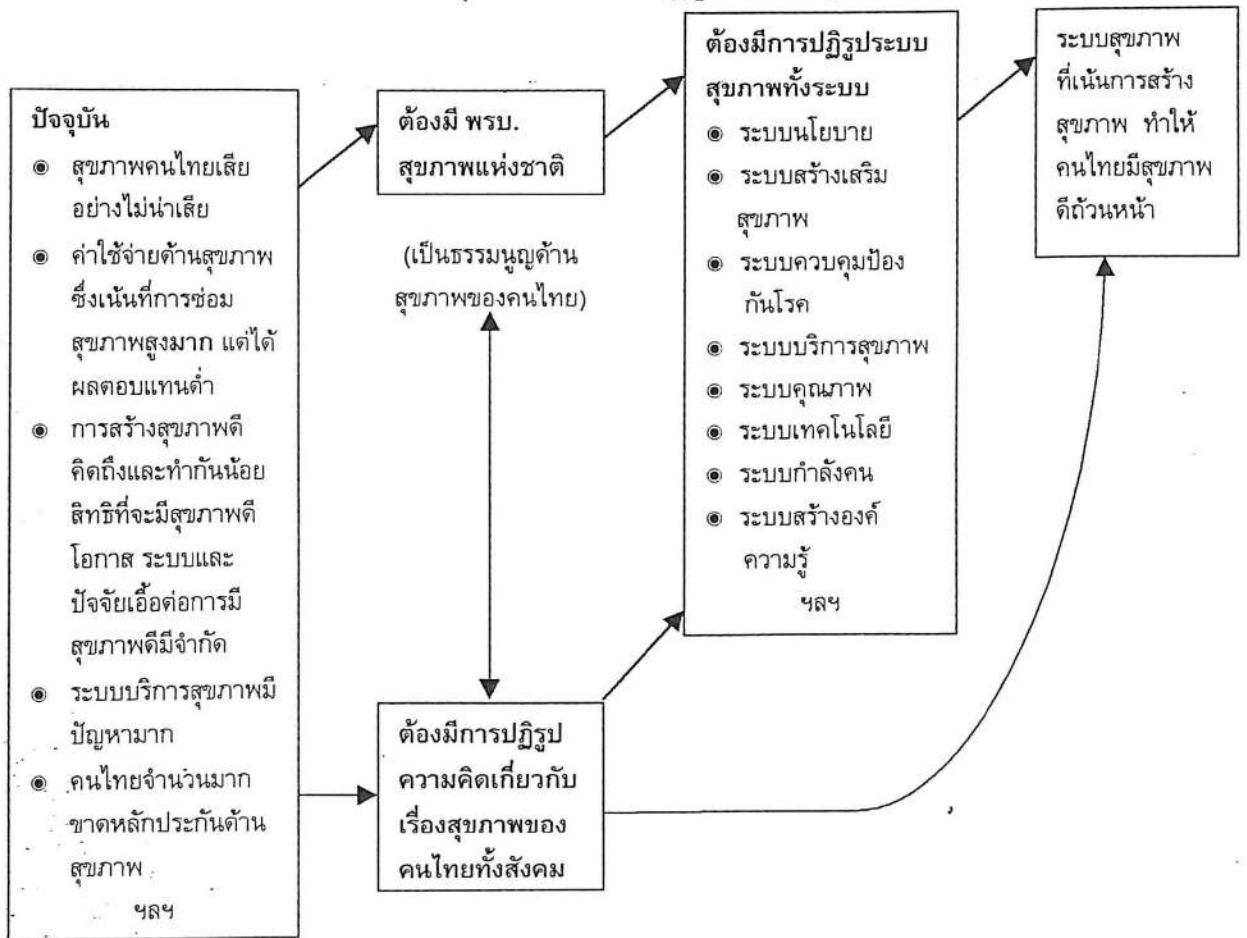 ปัจจุบัน
◉ สุขภาพคนไทยเสีย
อย่างไม่น่าเสีย
◉ ค่าใช้จ่ายด้านสุขภาพ
ซึ่งเน้นที่การซ่อม
สุขภาพสูงมาก แต่ได้
ผลตอบแทนต่ำ
◉ การสร้างสุขภาพดี
คิดถึงและทำกันน้อย
สิทธิที่จะมีสุขภาพดี
โอกาส ระบบและ
ปัจจัยเอื้อต่อการมี
สุขภาพดีมีจำกัด
◉ ระบบบริการสุขภาพมี
ปัญหามาก
◉ คนไทยจำนวนมาก
ขาดหลักประกันด้าน
สุขภาพ
ฯลฯ
ต้องมี พรบ.
สุขภาพแห่งชาติ
(เป็นธรรมนูญด้าน
สุขภาพของคนไทย)
ต้องมีการปฏิรูป
ความคิดเกี่ยวกับ
เรื่องสุขภาพของ
คนไทยทั้งสังคม
ต้องมีการปฏิรูประบบ
สุขภาพทั้งระบบ
◉ ระบบนโยบาย
◉ ระบบสร้างเสริม
สุขภาพ
◉ ระบบควบคุมป้อง
กันโรค
◉ ระบบบริการสุขภาพ
◉ ระบบคุณภาพ
◉ ระบบเทคโนโลยี
◉ ระบบกำลังคน
◉ ระบบสร้างองค์
ความรู้
ฯลฯ
ระบบสุขภาพ
ที่เน้นการสร้าง
สุขภาพ ทำให้
คนไทยมีสุขภาพ
ดีถ้วนหน้า